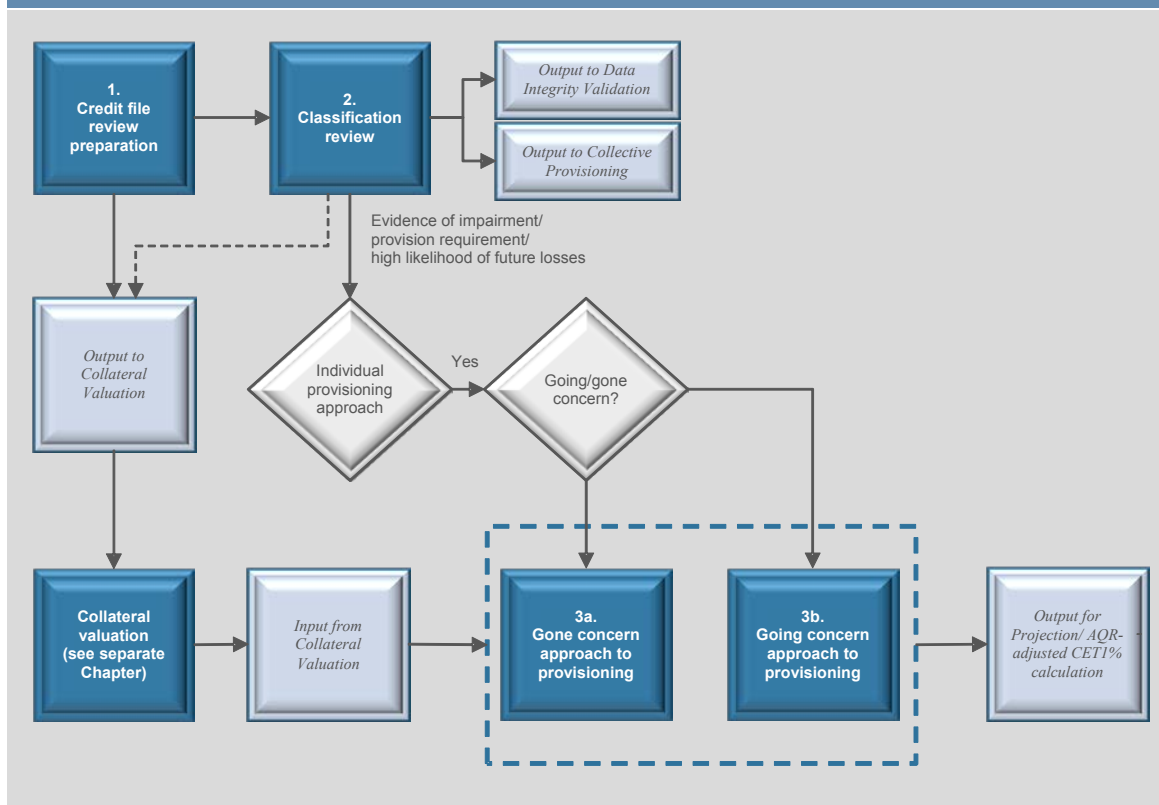 1.
Credit file
review
preparation
2.
Classification
review
Output to Data
Integrity Validation
Output to Collective
Provisioning
Evidence of impairment/
provision requirement/
high likelihood of future losses
Output to
Collateral
Valuation
Individual
provisioning
approach
Yes
Going/gone
concern?
Collateral
valuation
(see separate
Chapter)
Input from
Collateral
Valuation
3a.
Gone concern
approach to
provisioning
3b.
Going concern
approach to
provisioning
Output for
Projection/ AQR-
adjusted CET1%
calculation